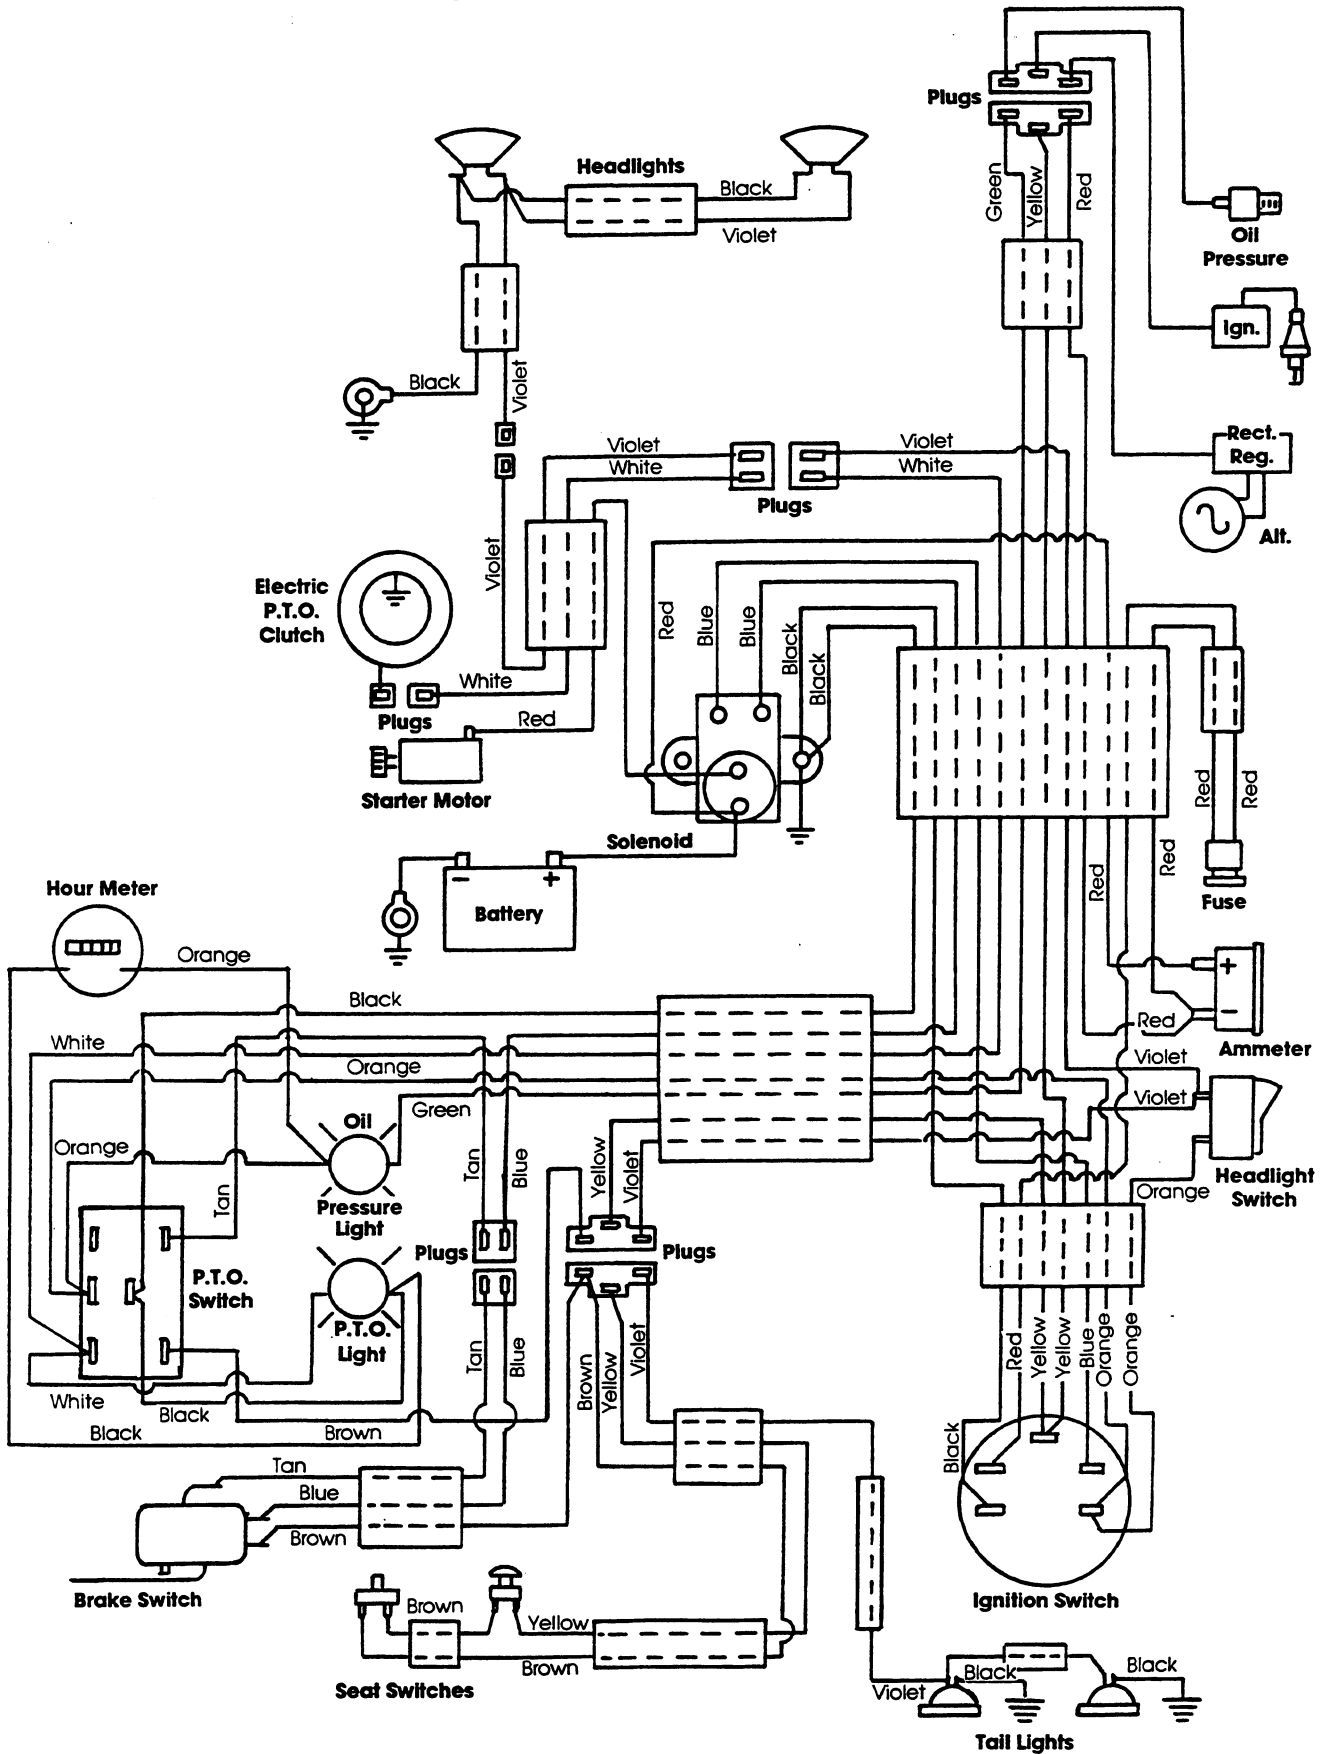 Plugs
Headlights
Black
Violet
Green
Yellow
Red
Oil
Pressure
Ign.
Black
Violet
Rect.
Reg.
Alt.
Violet
White
Plugs
Violet
White
Electric
P.T.O.
Clutch
Violet
Red
Blue
Blue
Black
Black
White
Plugs
Red
Starter Motor
Solenoid
Red
Red
Fuse
Battery
− +
Red
Red
Hour Meter
Orange
Black
White
Orange
Green
+
−
Red
Ammeter
Violet
Violet
Headlight
Switch
Orange
Oil
Pressure
Light
Orange
Tan
Tan
Blue
Yellow
Violet
Plugs
Plugs
P.T.O.
Switch
P.T.O.
Light
Tan
Blue
Brown
Yellow
Violet
Red
Yellow
Yellow
Blue
Orange
Orange
White
Black
Black
Brown
Black
Tan
Blue
Brown
Brake Switch
Ignition Switch
Brown
Yellow
Brown
Seat Switches
Violet
Black
Black
Tail Lights